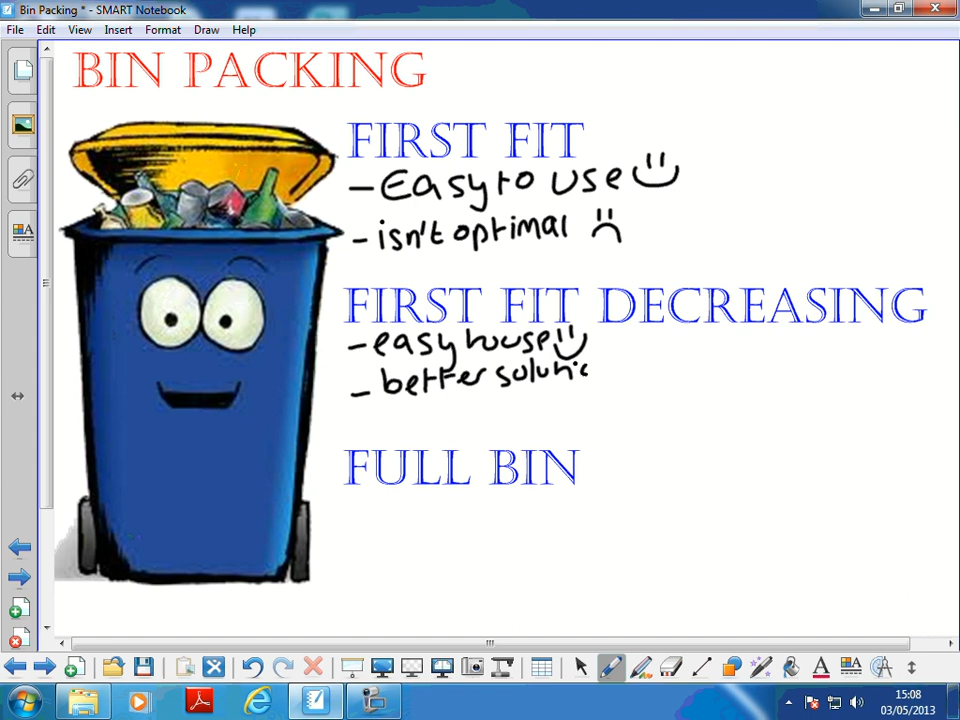 Bin Packing * - SMART Notebook
File Edit View Insert Format Draw Help
BIN PACKING
FIRST FIT
- Easy to use
- isn't optimal
FIRST FIT DECREASING
- easy to use
- better soluti
FULL BIN
15:08
03/05/2013